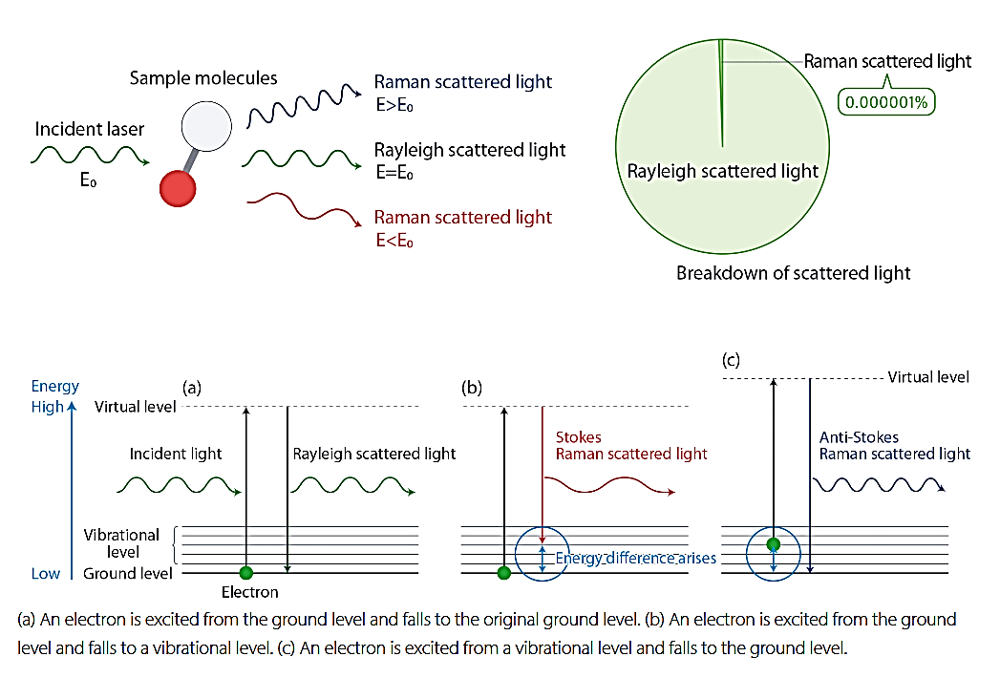 Sample molecules
Incident laser
E₀
Raman scattered light
E>E₀
Rayleigh scattered light
E=E₀
Raman scattered light
E<E₀
Raman scattered light
0.000001%
Rayleigh scattered light
Breakdown of scattered light
Energy
High
Low
(a)
Virtual level
Incident light
Rayleigh scattered light
Vibrational
level
Ground level
Electron
(b)
Stokes
Raman scattered light
Energy difference arises
(c)
Virtual level
Anti-Stokes
Raman scattered light
(a) An electron is excited from the ground level and falls to the original ground level. (b) An electron is excited from the ground
level and falls to a vibrational level. (c) An electron is excited from a vibrational level and falls to the ground level.